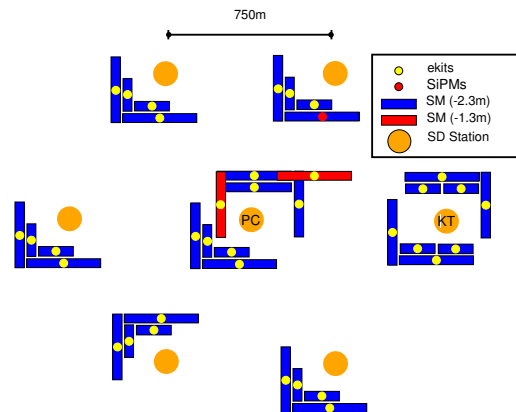 750m
ekits
SiPMs
SM (-2.3m)
SM (-1.3m)
SD Station
PC
KT